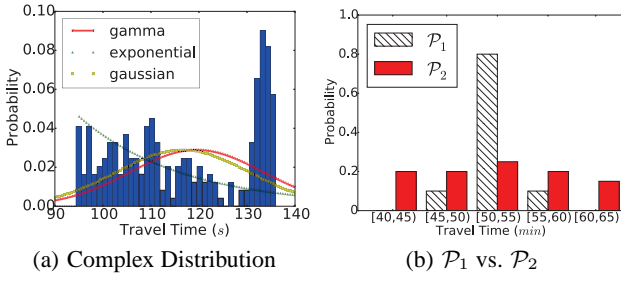 0.10
0.08
0.06
0.04
0.02
0.00
Probability
gamma
exponential
gaussian
90 100 110 120 130 140
Travel Time (s)
(a) Complex Distribution
1.0
0.8
0.6
0.4
0.2
0.0
Probability
P₁
P₂
[40,45) [45,50) [50,55) [55,60) [60,65)
Travel Time (min)
(b) P₁ vs. P₂